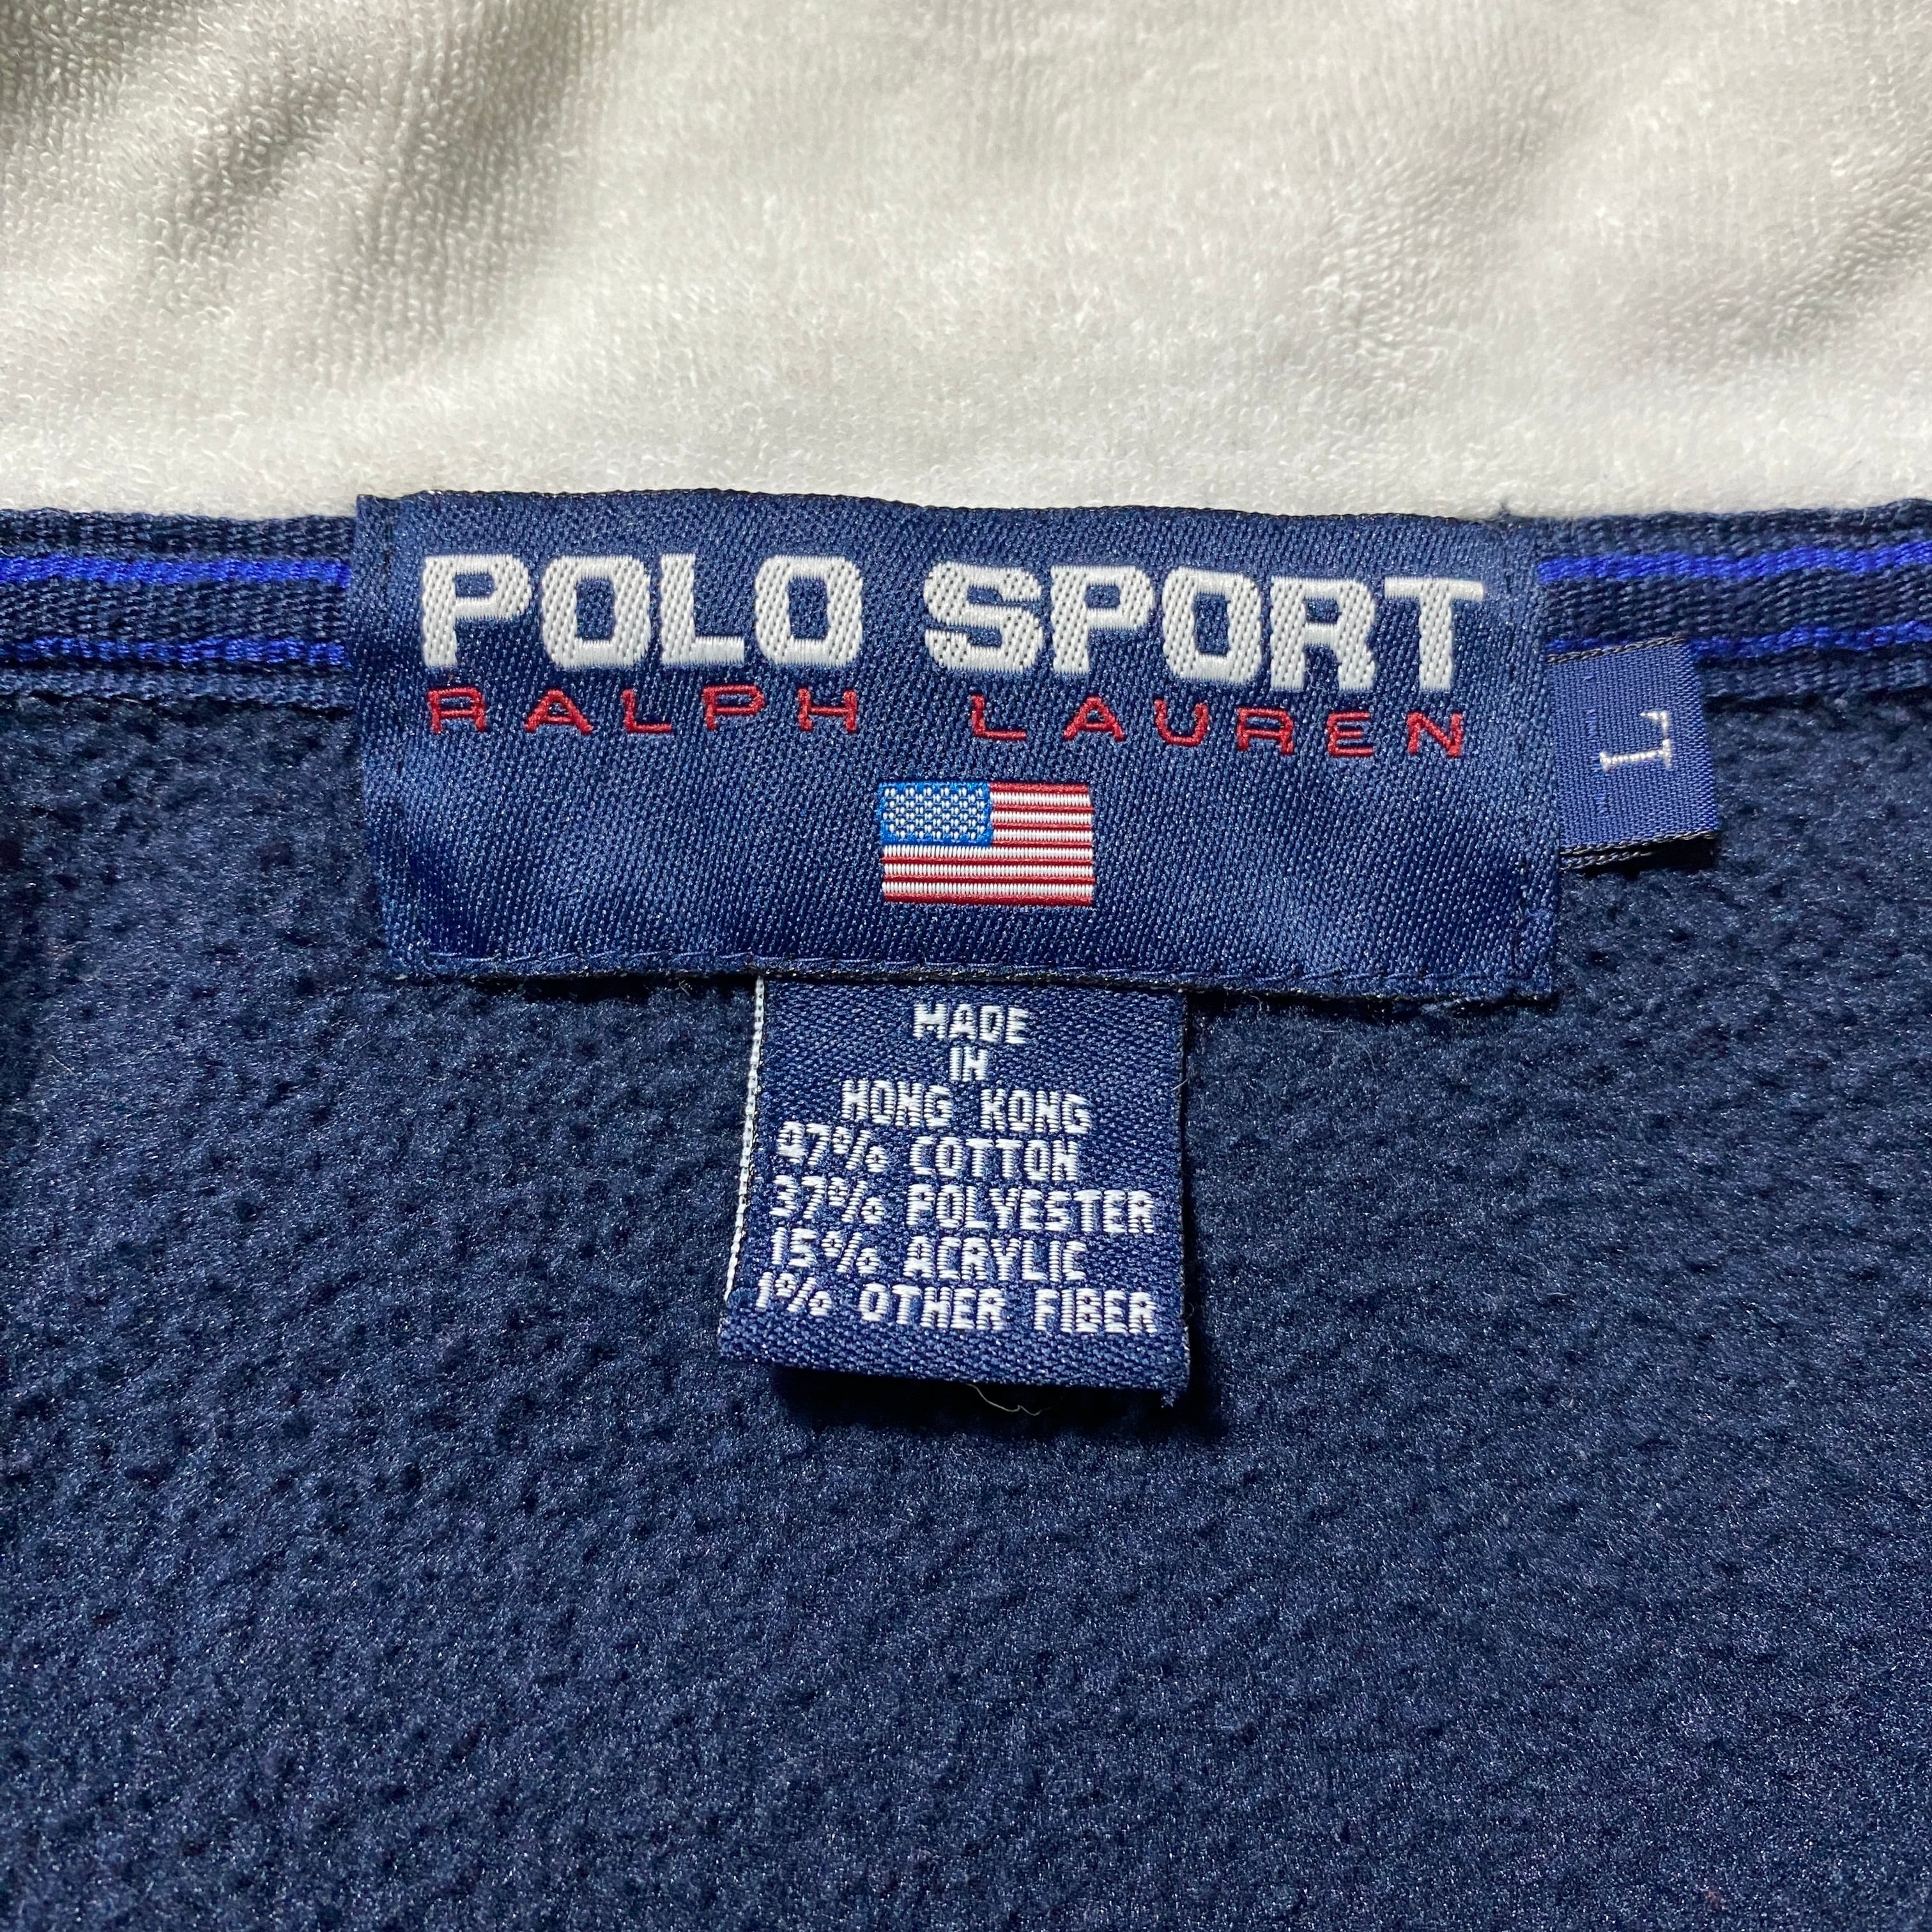 POLO SPORT
RALPH LAUREN
L
MADE
IN
HONG KONG
47% COTTON
37% POLYESTER
15% ACRYLIC
1% OTHER FIBER